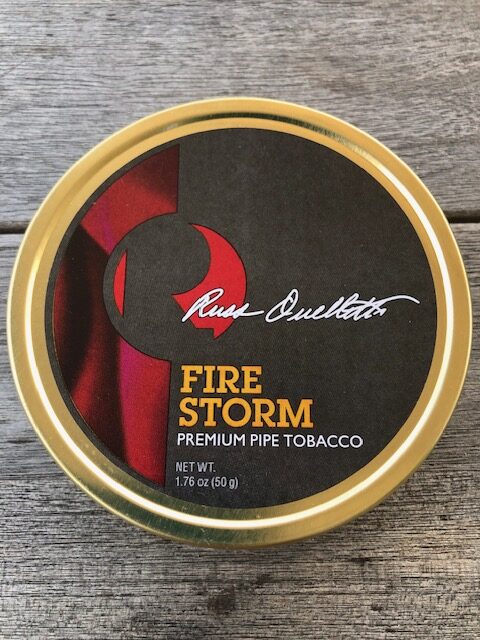 R
Russ Ouellette
FIRE
STORM
PREMIUM PIPE TOBACCO
NET WT.
1.76 oz (50 g)